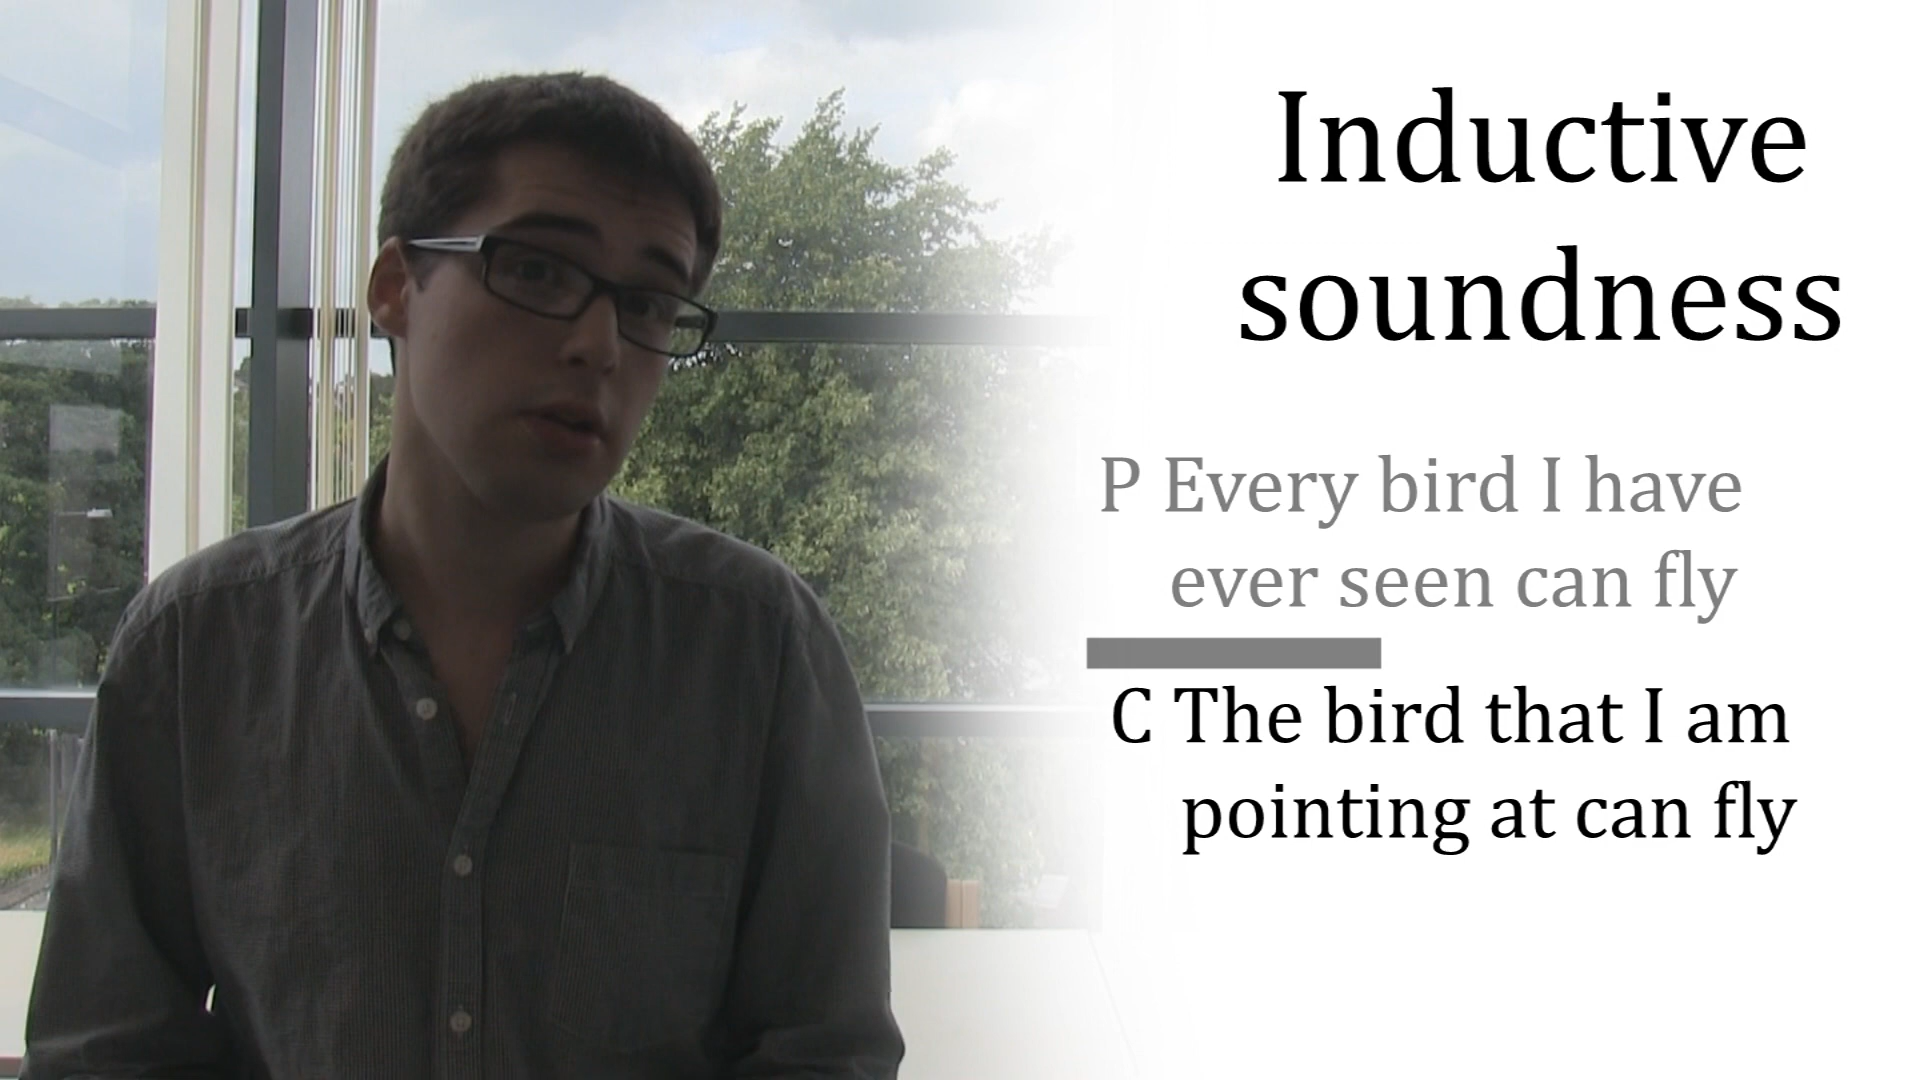 Inductive
soundness
P Every bird I have
ever seen can fly
C The bird that I am
pointing at can fly